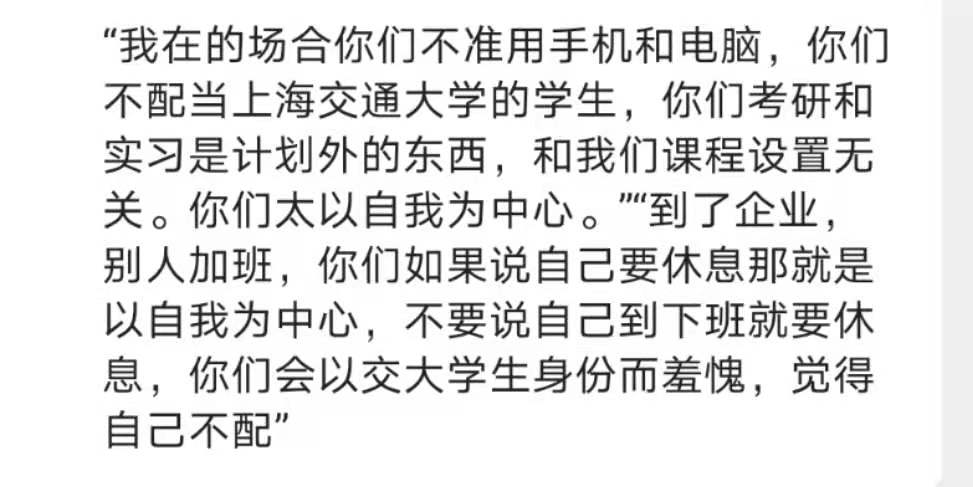 “我在的场合你们不准用手机和电脑，你们
不配当上海交通大学的学生，你们考研和
实习是计划外的东西，和我们课程设置无
关。你们太以自我为中心。”“到了企业，
别人加班，你们如果说自己要休息那就是
以自我为中心，不要说自己到下班就要休
息，你们会以交大学生身份而羞愧，觉得
自己不配”